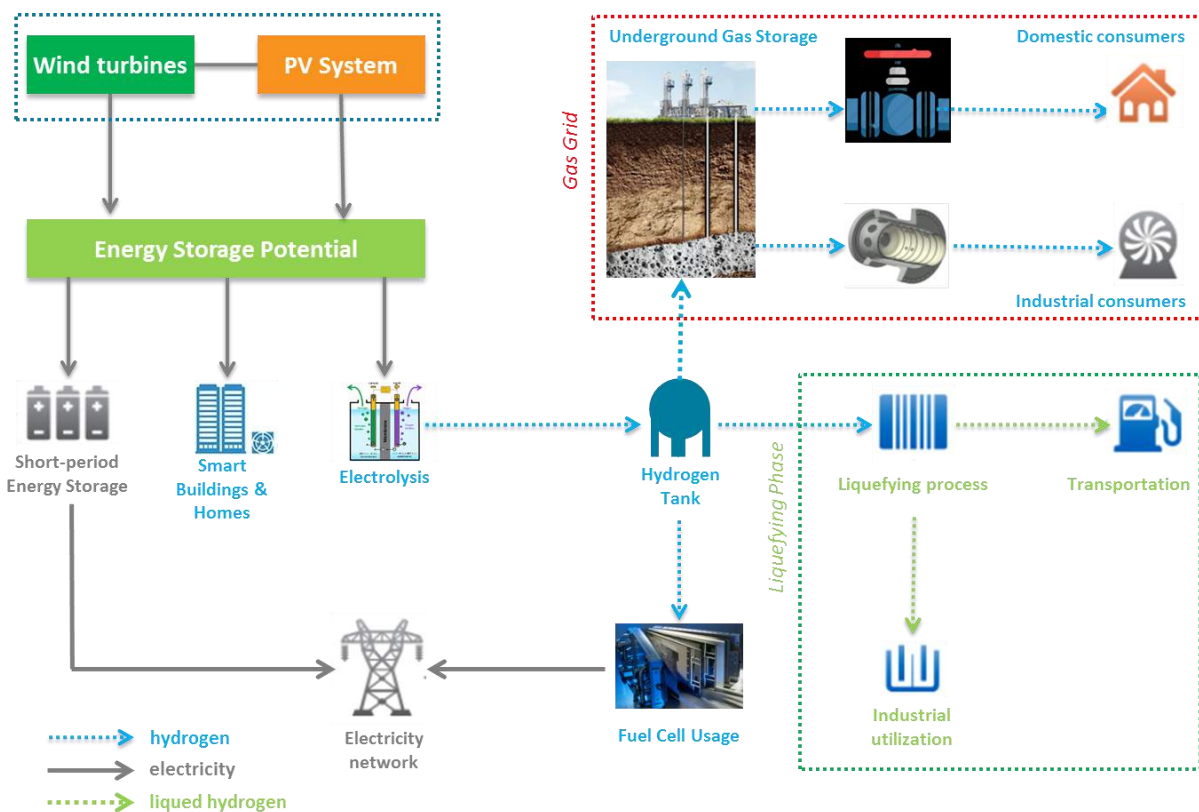 Wind turbines
PV System
Energy Storage Potential
Short-period
Energy Storage
Smart
Buildings &
Homes
Electrolysis
Hydrogen
Tank
Gas Grid
Underground Gas Storage
Domestic consumers
Industrial consumers
Liquefying Phase
Liquefying process
Transportation
Industrial
utilization
Fuel Cell Usage
Electricity
network
hydrogen
electricity
liqued hydrogen